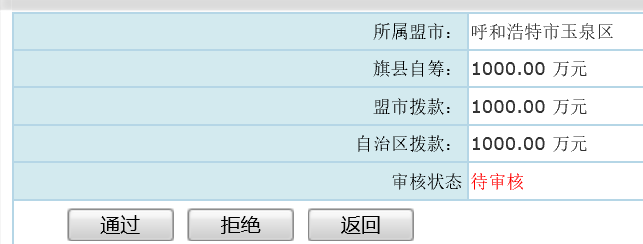 所属盟市： 呼和浩特市玉泉区
旗县自筹： 1000.00 万元
盟市拨款： 1000.00 万元
自治区拨款： 1000.00 万元
审核状态 待审核
通过 拒绝 返回